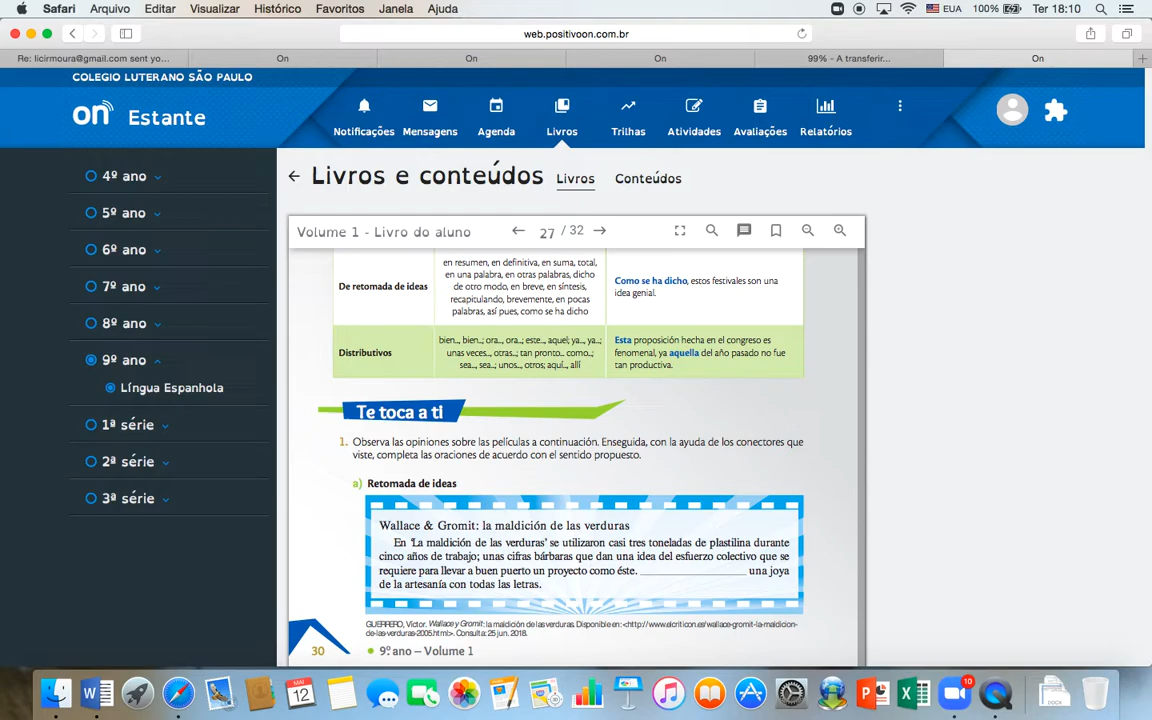 Safari Arquivo Editar Visualizar Histórico Favoritos Janela Ajuda EUA 100% Ter 18:10
web.positivoon.com.br
Re: licirmoura@gmail.com sent yo... On On On 99% - A transferir... On
COLEGIO LUTERANO SÃO PAULO
on Estante
Notificações Mensagens Agenda Livros Trilhas Atividades Avaliações Relatórios
4º ano
5º ano
6º ano
7º ano
8º ano
9º ano
Língua Espanhola
1ª série
2ª série
3ª série
Livros e conteúdos Livros Conteúdos
Volume 1 - Livro do aluno 27 / 32
De retomada de ideas
en resumen, en definitiva, en suma, total,
en una palabra, en otras palabras, dicho
de otro modo, en breve, en síntesis,
recapitulando, brevemente, en pocas
palabras, así pues, como se ha dicho
Como se ha dicho, estos festivales son una
idea genial.
Distributivos
bien.., bien..; ora.., ora..; este.., aquel; ya.., ya..;
unas veces.., otras..; tan pronto.. como..;
sea.., sea..; unos.., otros; aquí.., allí
Esta proposición hecha en el congreso es
fenomenal, ya aquella del año pasado no fue
tan productiva.
Te toca a ti
1. Observa las opiniones sobre las películas a continuación. Enseguida, con la ayuda de los conectores que
viste, completa las oraciones de acuerdo con el sentido propuesto.
a) Retomada de ideas
Wallace & Gromit: la maldición de las verduras
En ‘La maldición de las verduras’ se utilizaron casi tres toneladas de plastilina durante
cinco años de trabajo; unas cifras bárbaras que dan una idea del esfuerzo colectivo que se
requiere para llevar a buen puerto un proyecto como éste. ____________________ una joya
de la artesanía con todas las letras.
GUERRERO, Víctor. Wallace y Gromit: la maldición de las verduras. Disponible en: <http://www.elcriticon.es/wallace-gromit-la-maldicion-
de-las-verduras-2005.html>. Consulta: 25 jun. 2018.
30 9º. ano – Volume 1
MAI
12
10
DOCX